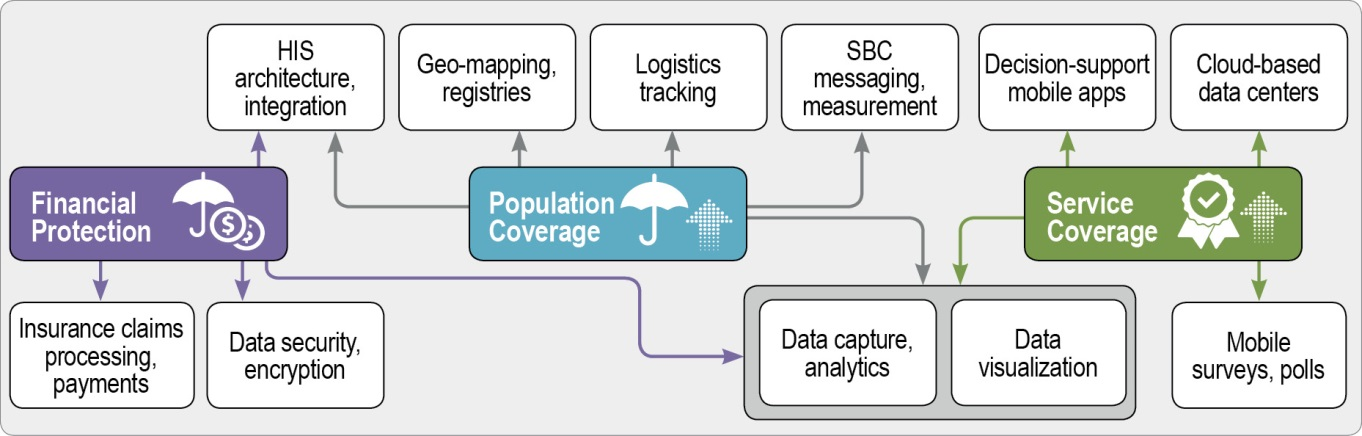 HIS
architecture,
integration
Geo-mapping,
registries
Logistics
tracking
SBC
messaging,
measurement
Decision-support
mobile apps
Cloud-based
data centers
Financial
Protection
$
$
Population
Coverage
Service
Coverage
Insurance claims
processing,
payments
Data security,
encryption
Data capture,
analytics
Data
visualization
Mobile
surveys, polls